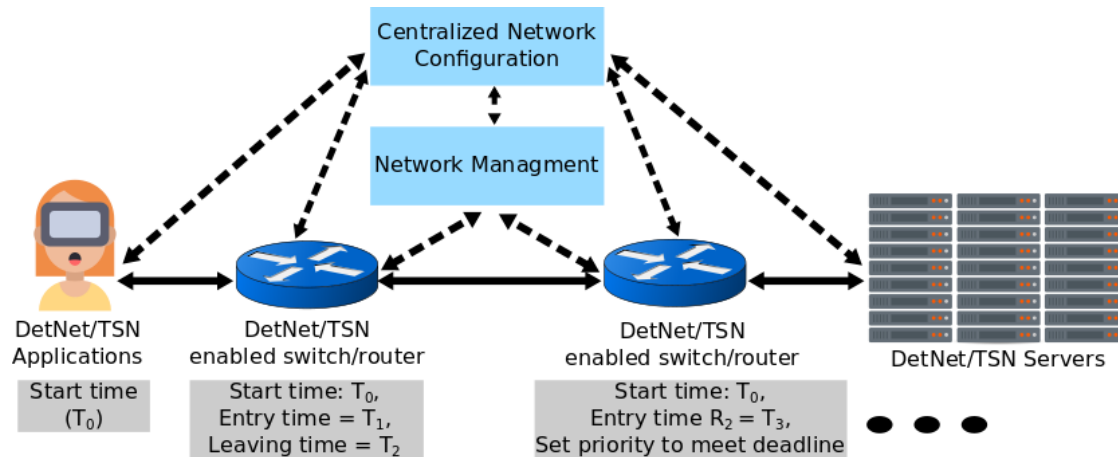 Centralized Network
Configuration
Network Managment
DetNet/TSN
Applications
DetNet/TSN
enabled switch/router
DetNet/TSN
enabled switch/router
DetNet/TSN Servers
Start time
(T₀)
Start time: T₀,
Entry time = T₁,
Leaving time = T₂
Start time: T₀,
Entry time R₂ = T₃,
Set priority to meet deadline